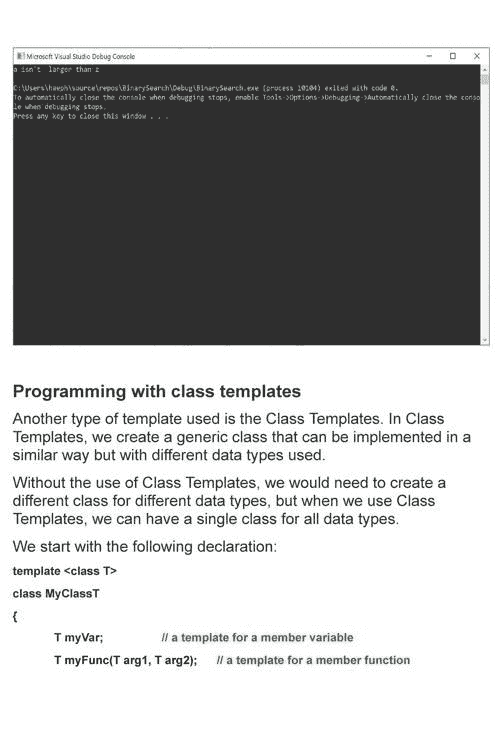 Microsoft Visual Studio Debug Console
a isn't  larger than z
C:\Users\haeph\source\repos\BinarySearch\Debug\BinarySearch.exe (process 10104) exited with code 0.
To automatically close the console when debugging stops, enable Tools->Options->Debugging->Automatically close the conso
le when debugging stops.
Press any key to close this window . . .
Programming with class templates
Another type of template used is the Class Templates. In Class
Templates, we create a generic class that can be implemented in a
similar way but with different data types used.
Without the use of Class Templates, we would need to create a
different class for different data types, but when we use Class
Templates, we can have a single class for all data types.
We start with the following declaration:
template <class T>
class MyClassT
{
T myVar; // a template for a member variable
T myFunc(T arg1, T arg2); // a template for a member function